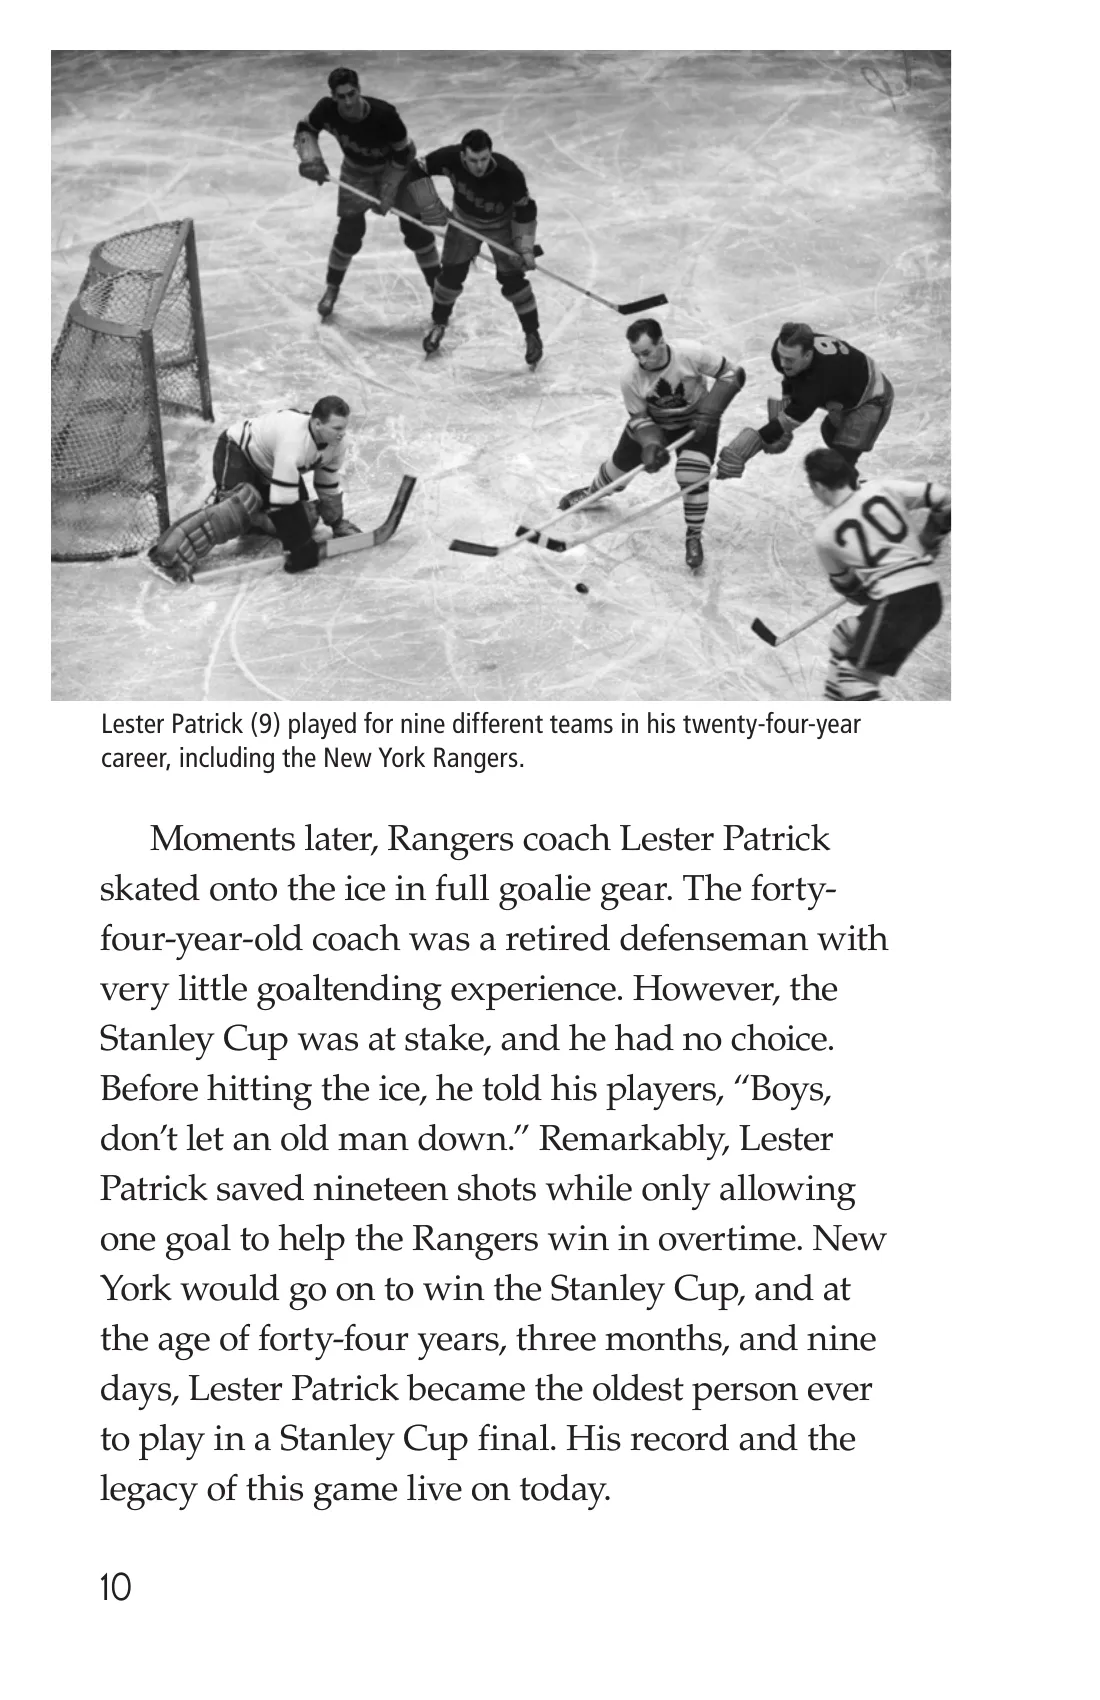 9
20
Lester Patrick (9) played for nine different teams in his twenty-four-year
career, including the New York Rangers.
Moments later, Rangers coach Lester Patrick
skated onto the ice in full goalie gear. The forty-
four-year-old coach was a retired defenseman with
very little goaltending experience. However, the
Stanley Cup was at stake, and he had no choice.
Before hitting the ice, he told his players, “Boys,
don’t let an old man down.” Remarkably, Lester
Patrick saved nineteen shots while only allowing
one goal to help the Rangers win in overtime. New
York would go on to win the Stanley Cup, and at
the age of forty-four years, three months, and nine
days, Lester Patrick became the oldest person ever
to play in a Stanley Cup final. His record and the
legacy of this game live on today.
10